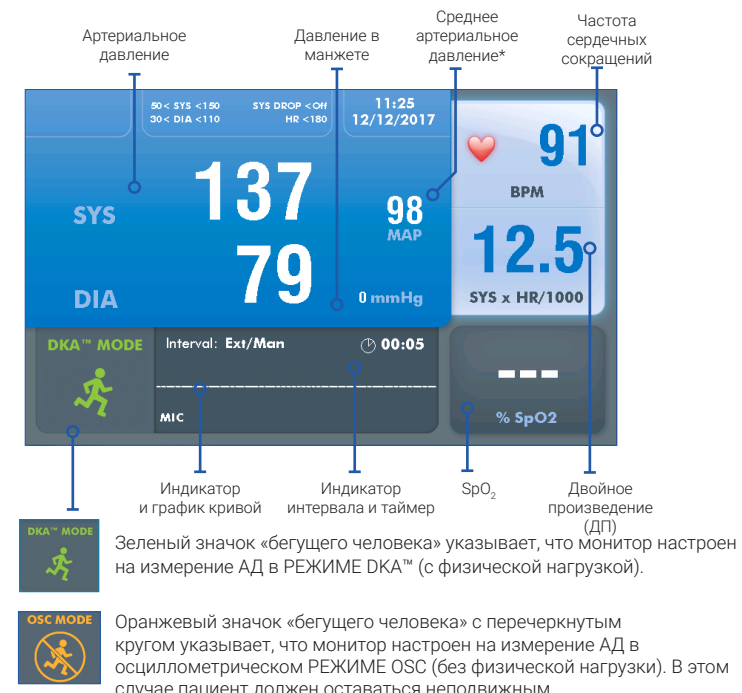 Артериальное
давление
Давление в
манжете
Среднее
артериальное
давление*
Частота
сердечных
сокращений
50< SYS <150
30< DIA <110
SYS DROP <Off
HR <180
11:25
12/12/2017
SYS
137
DIA
79
98
MAP
0 mmHg
91
BPM
12.5
SYS x HR/1000
DKA™ MODE
Interval: Ext/Man
00:05
MIC
---
% SpO2
Индикатор
и график кривой
Индикатор
интервала и таймер
SpO₂
Двойное
произведение
(ДП)
DKA™ MODE
Зеленый значок «бегущего человека» указывает, что монитор настроен
на измерение АД в РЕЖИМЕ DKA™ (с физической нагрузкой).
OSC MODE
Оранжевый значок «бегущего человека» с перечеркнутым
кругом указывает, что монитор настроен на измерение АД в
осциллометрическом РЕЖИМЕ OSC (без физической нагрузки). В этом
случае пациент должен оставаться неподвижным